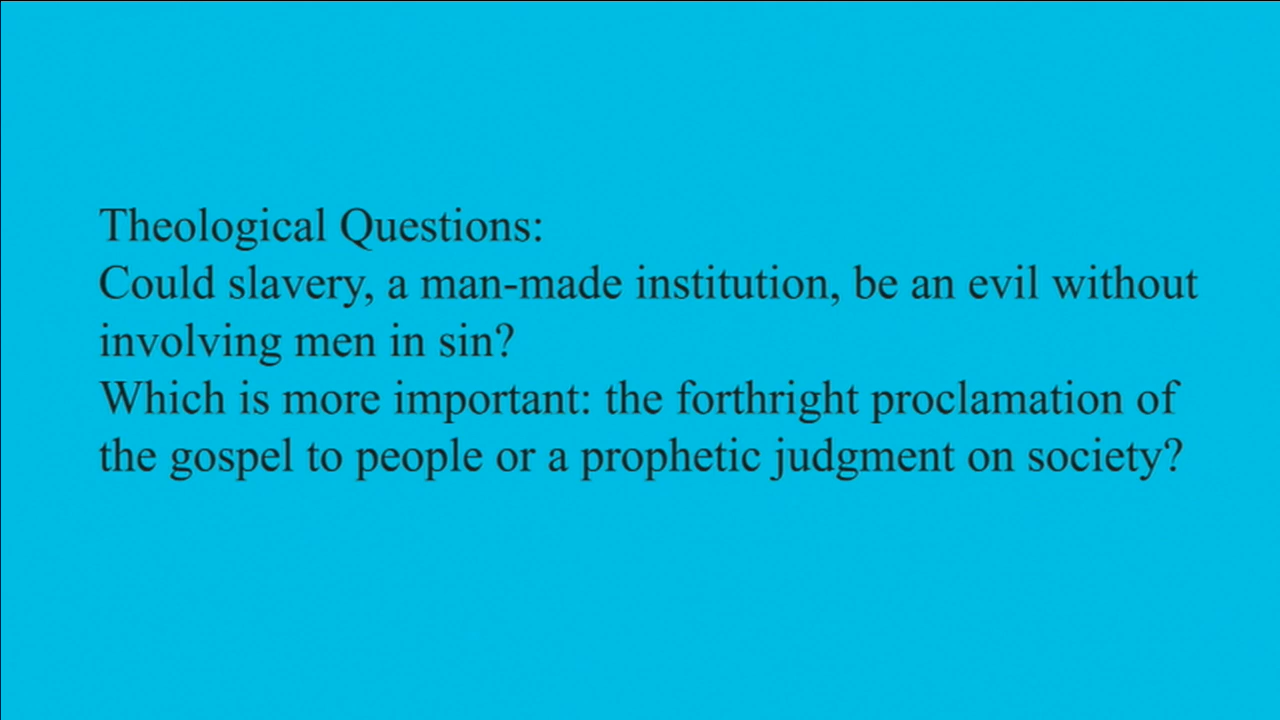 Theological Questions:
Could slavery, a man-made institution, be an evil without
involving men in sin?
Which is more important: the forthright proclamation of
the gospel to people or a prophetic judgment on society?